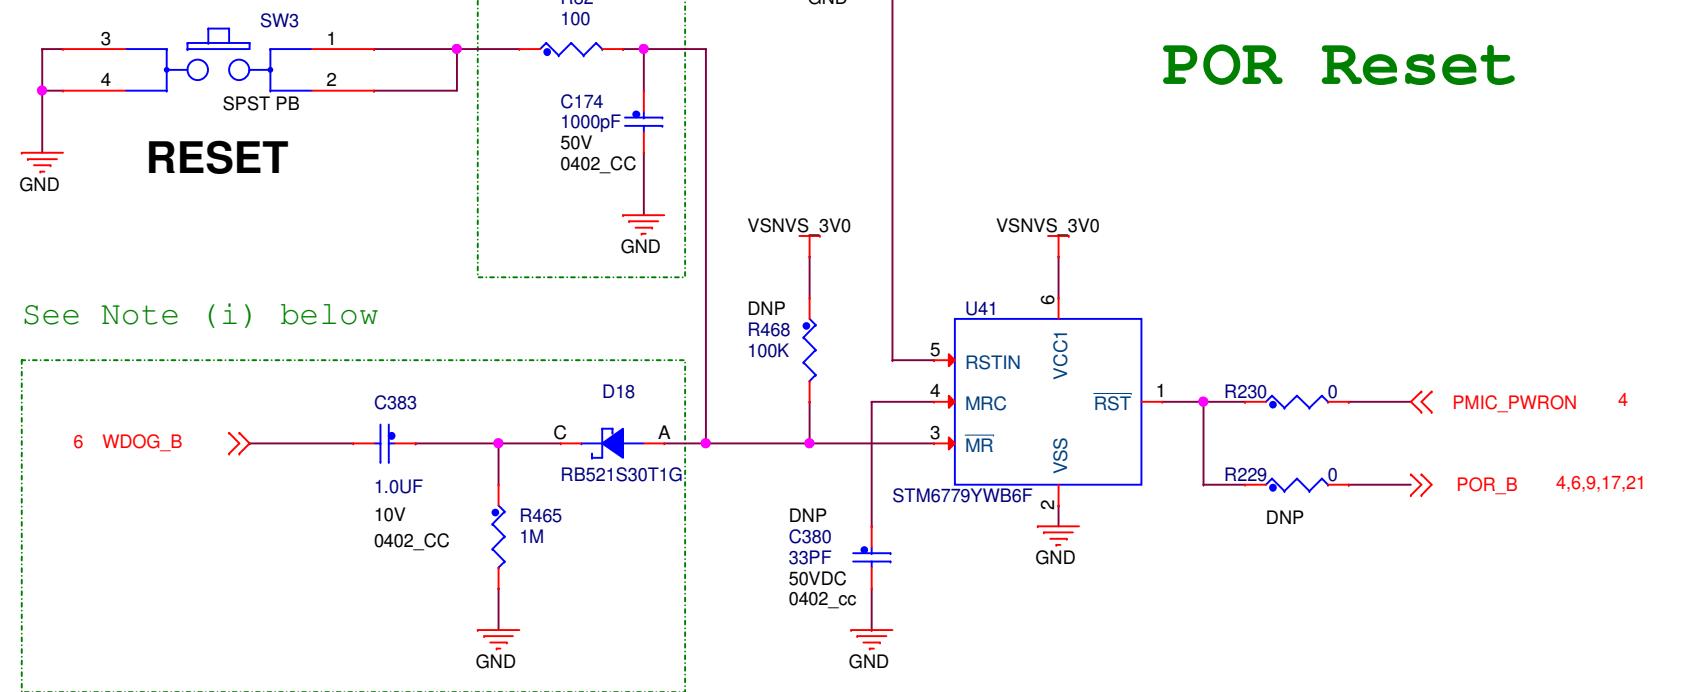 GND
R82
100
SW3
3
1
4
2
SPST PB
POR Reset
C174
1000pF
50V
0402_CC
RESET
GND
GND
VSNVS_3V0
VSNVS_3V0
See Note (i) below
DNP
R468
100K
6
U41
5
RSTIN
VCC1
4
MRC
RST
1
3
MR
VSS
STM6779YWB6F
2
GND
R230
0
PMIC_PWRON
4
R229
0
DNP
POR_B
4,6,9,17,21
C383
D18
6
WDOG_B
C
A
RB521S30T1G
1.0UF
10V
0402_CC
R465
1M
GND
DNP
C380
33PF
50VDC
0402_cc
GND